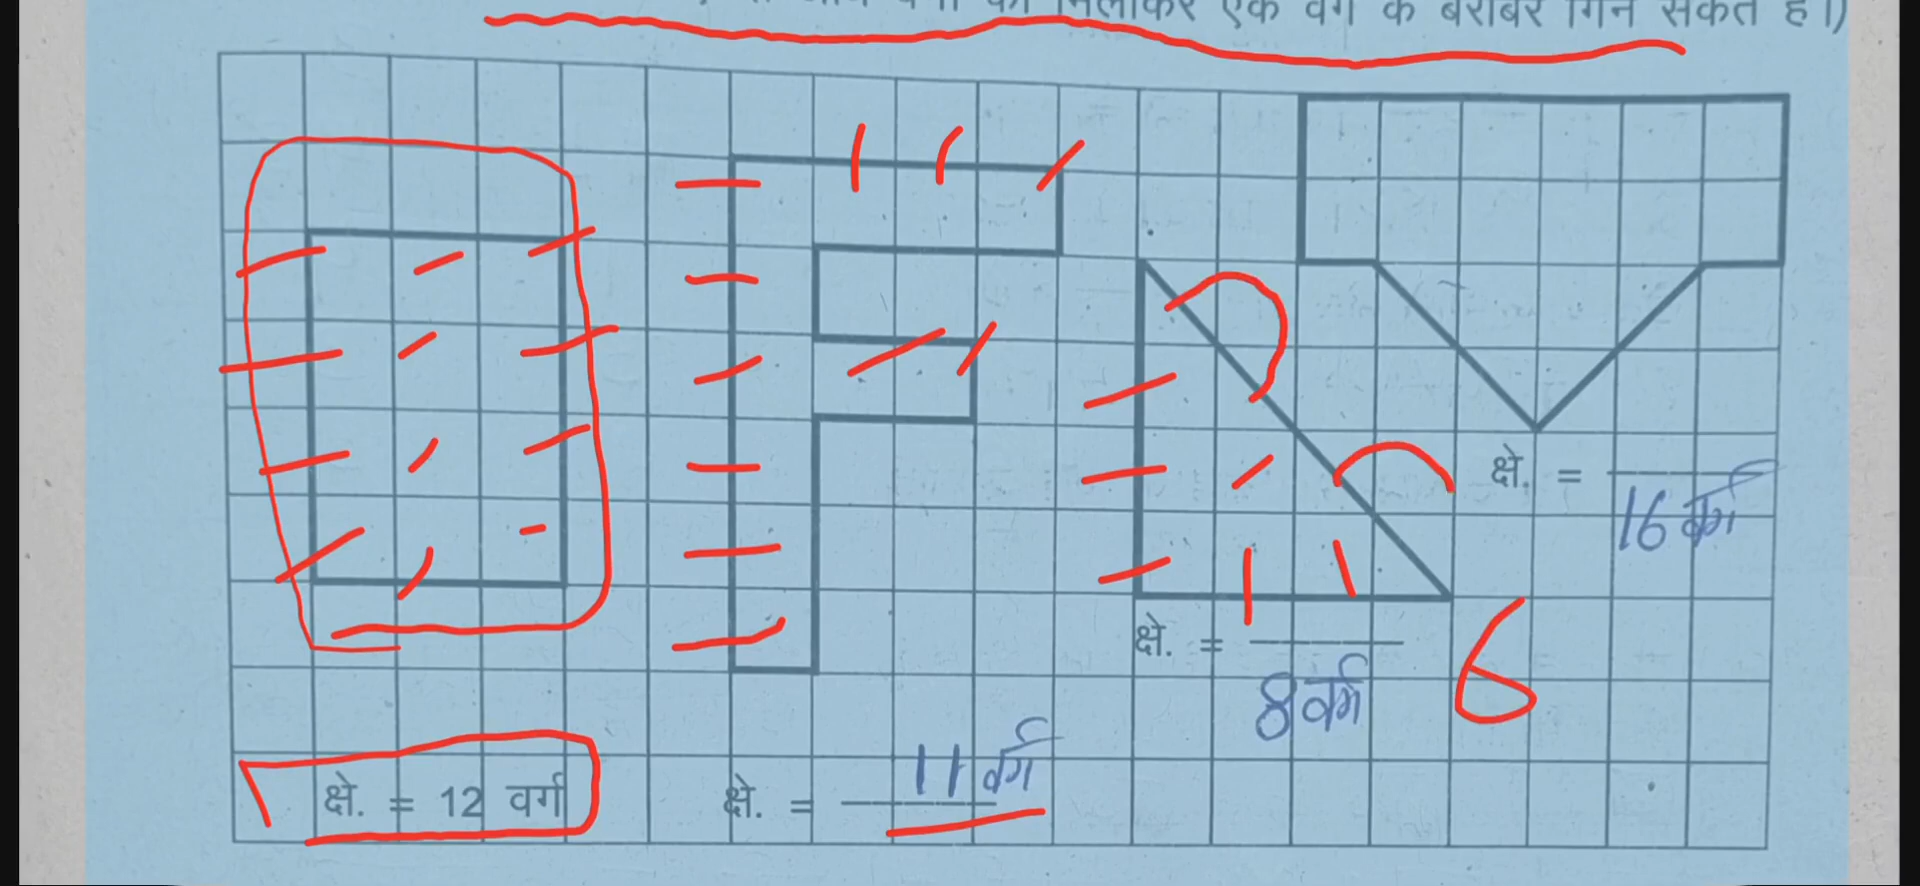 मिलाकर एक वर्ग के बराबर गिन सकते हैं।)
क्षे. =
16 वर्ग
क्षे. =
8 वर्ग
6
क्षे. = 12 वर्ग
क्षे. = 11 वर्ग